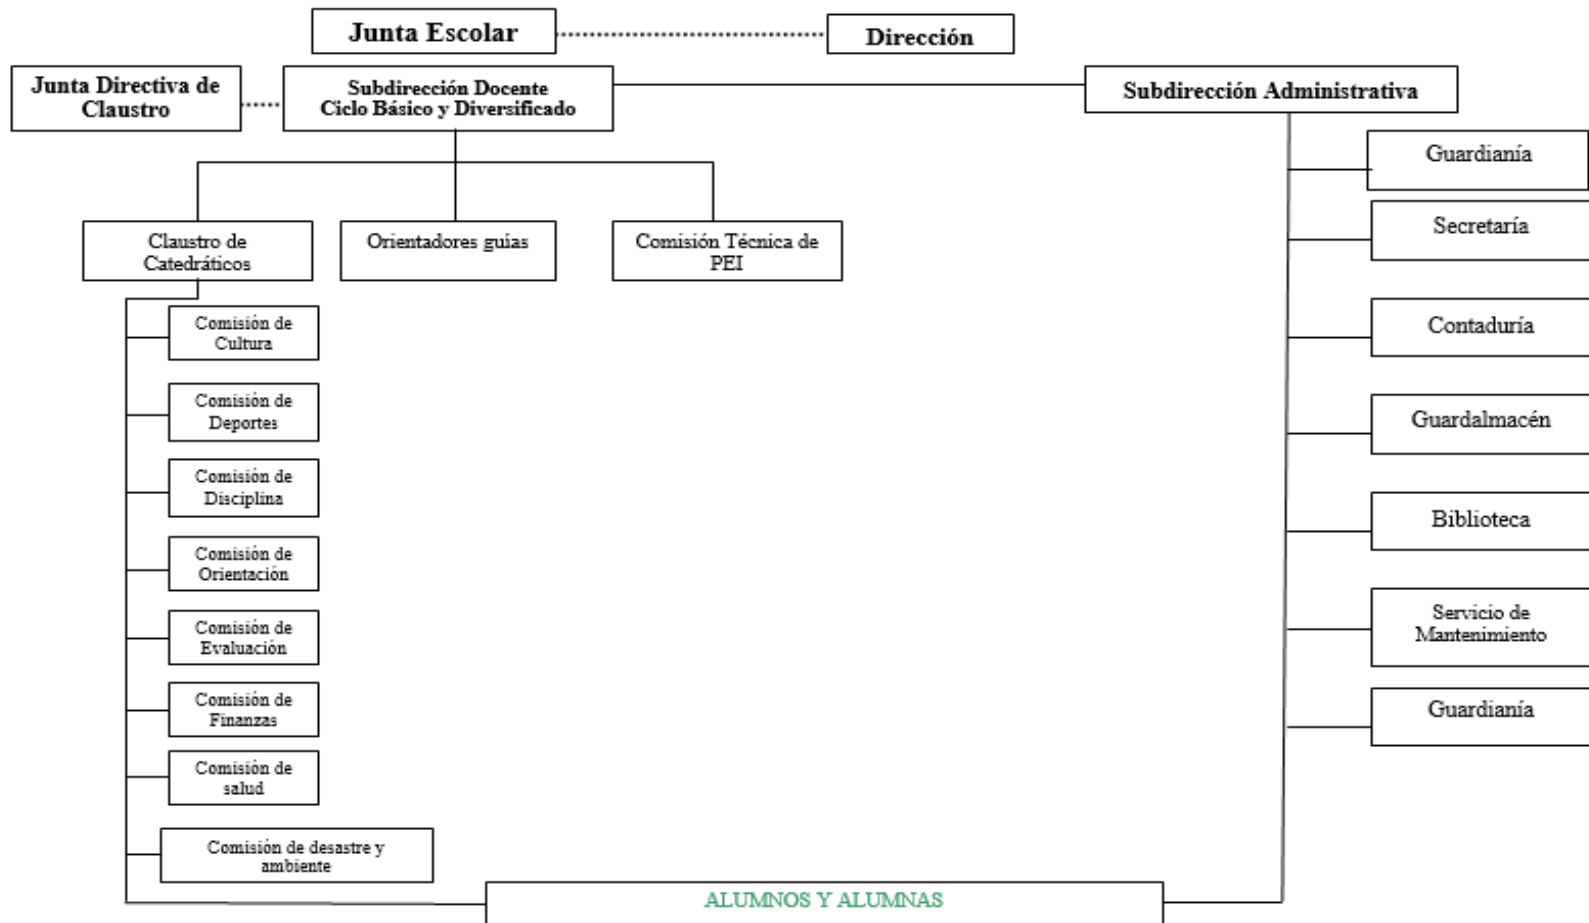 Junta Escolar
Dirección
Junta Directiva de
Claustro
Subdirección Docente
Ciclo Básico y Diversificado
Subdirección Administrativa
Guardianía
Secretaría
Contaduría
Guardalmacén
Biblioteca
Servicio de
Mantenimiento
Guardianía
Claustro de
Catedráticos
Orientadores guías
Comisión Técnica de
PEI
Comisión de
Cultura
Comisión de
Deportes
Comisión de
Disciplina
Comisión de
Orientación
Comisión de
Evaluación
Comisión de
Finanzas
Comisión de
salud
Comisión de desastre y
ambiente
ALUMNOS Y ALUMNAS